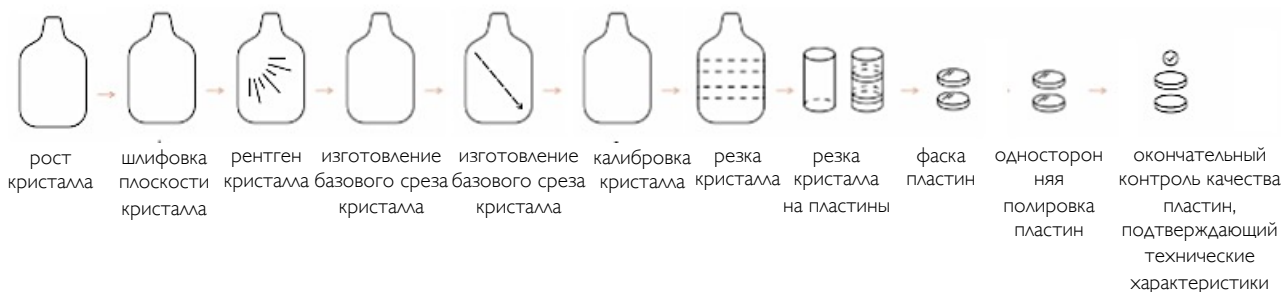 рост
кристалла
шлифовка
плоскости
кристалла
рентген
кристалла
изготовление
базового среза
кристалла
изготовление
базового среза
кристалла
калибровка
кристалла
резка
кристалла
резка
кристалла
на пластины
фаска
пластин
односторон
няя
полировка
пластин
окончательный
контроль качества
пластин,
подтверждающий
технические
характеристики